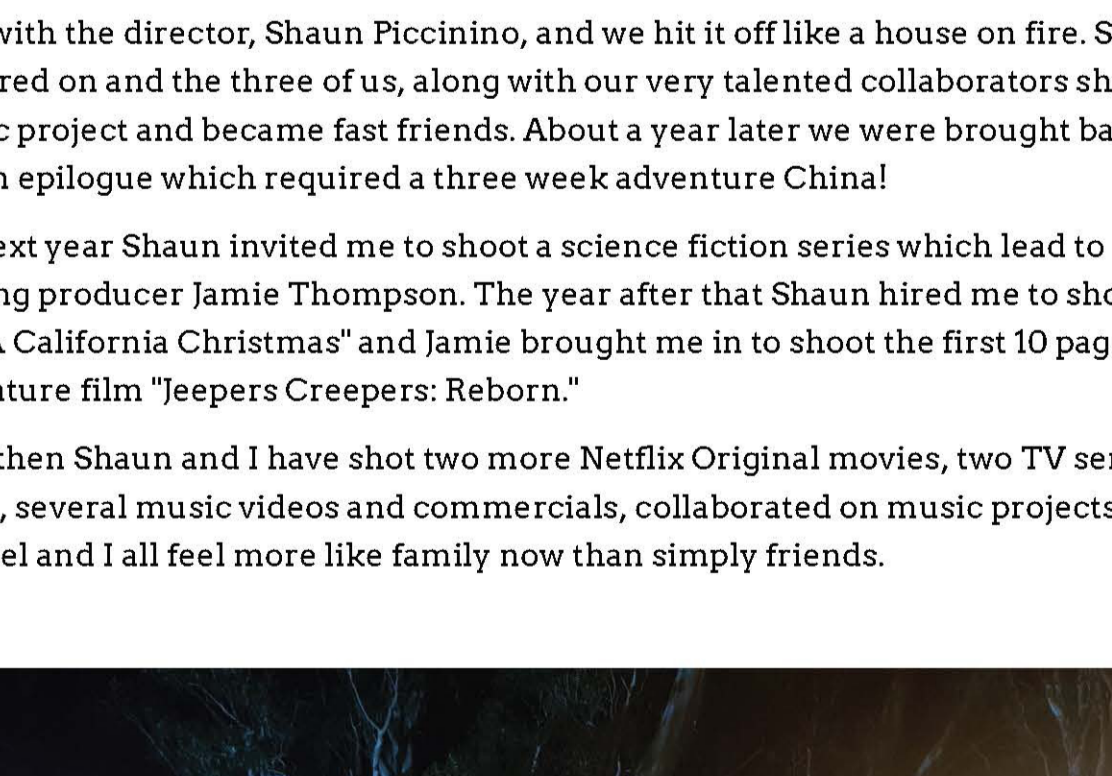 with the director, Shaun Piccinino, and we hit it off like a house on fire. S
red on and the three of us, along with our very talented collaborators sh
c project and became fast friends. About a year later we were brought ba
n epilogue which required a three week adventure China!
ext year Shaun invited me to shoot a science fiction series which lead to
ng producer Jamie Thompson. The year after that Shaun hired me to sho
A California Christmas" and Jamie brought me in to shoot the first 10 pag
ature film "Jeepers Creepers: Reborn."
then Shaun and I have shot two more Netflix Original movies, two TV ser
, several music videos and commercials, collaborated on music projects
el and I all feel more like family now than simply friends.